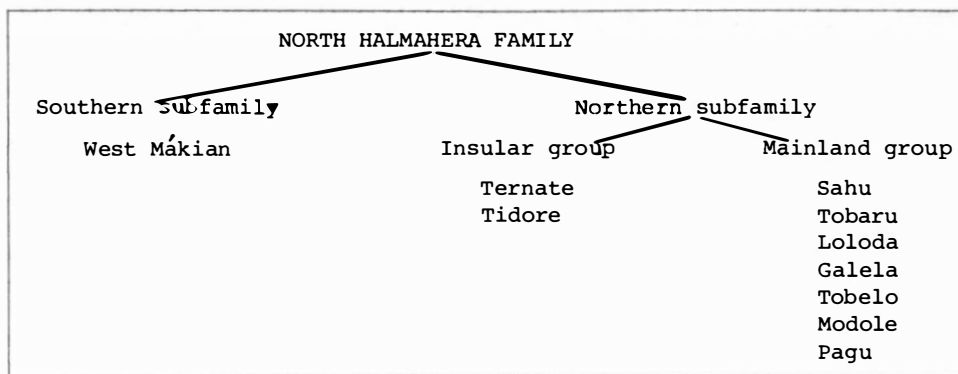 NORTH HALMAHERA FAMILY
Southern subfamily Northern subfamily
West Mákian Insular group Mainland group
Ternate Sahu
Tidore Tobaru
Loloda
Galela
Tobelo
Modole
Pagu